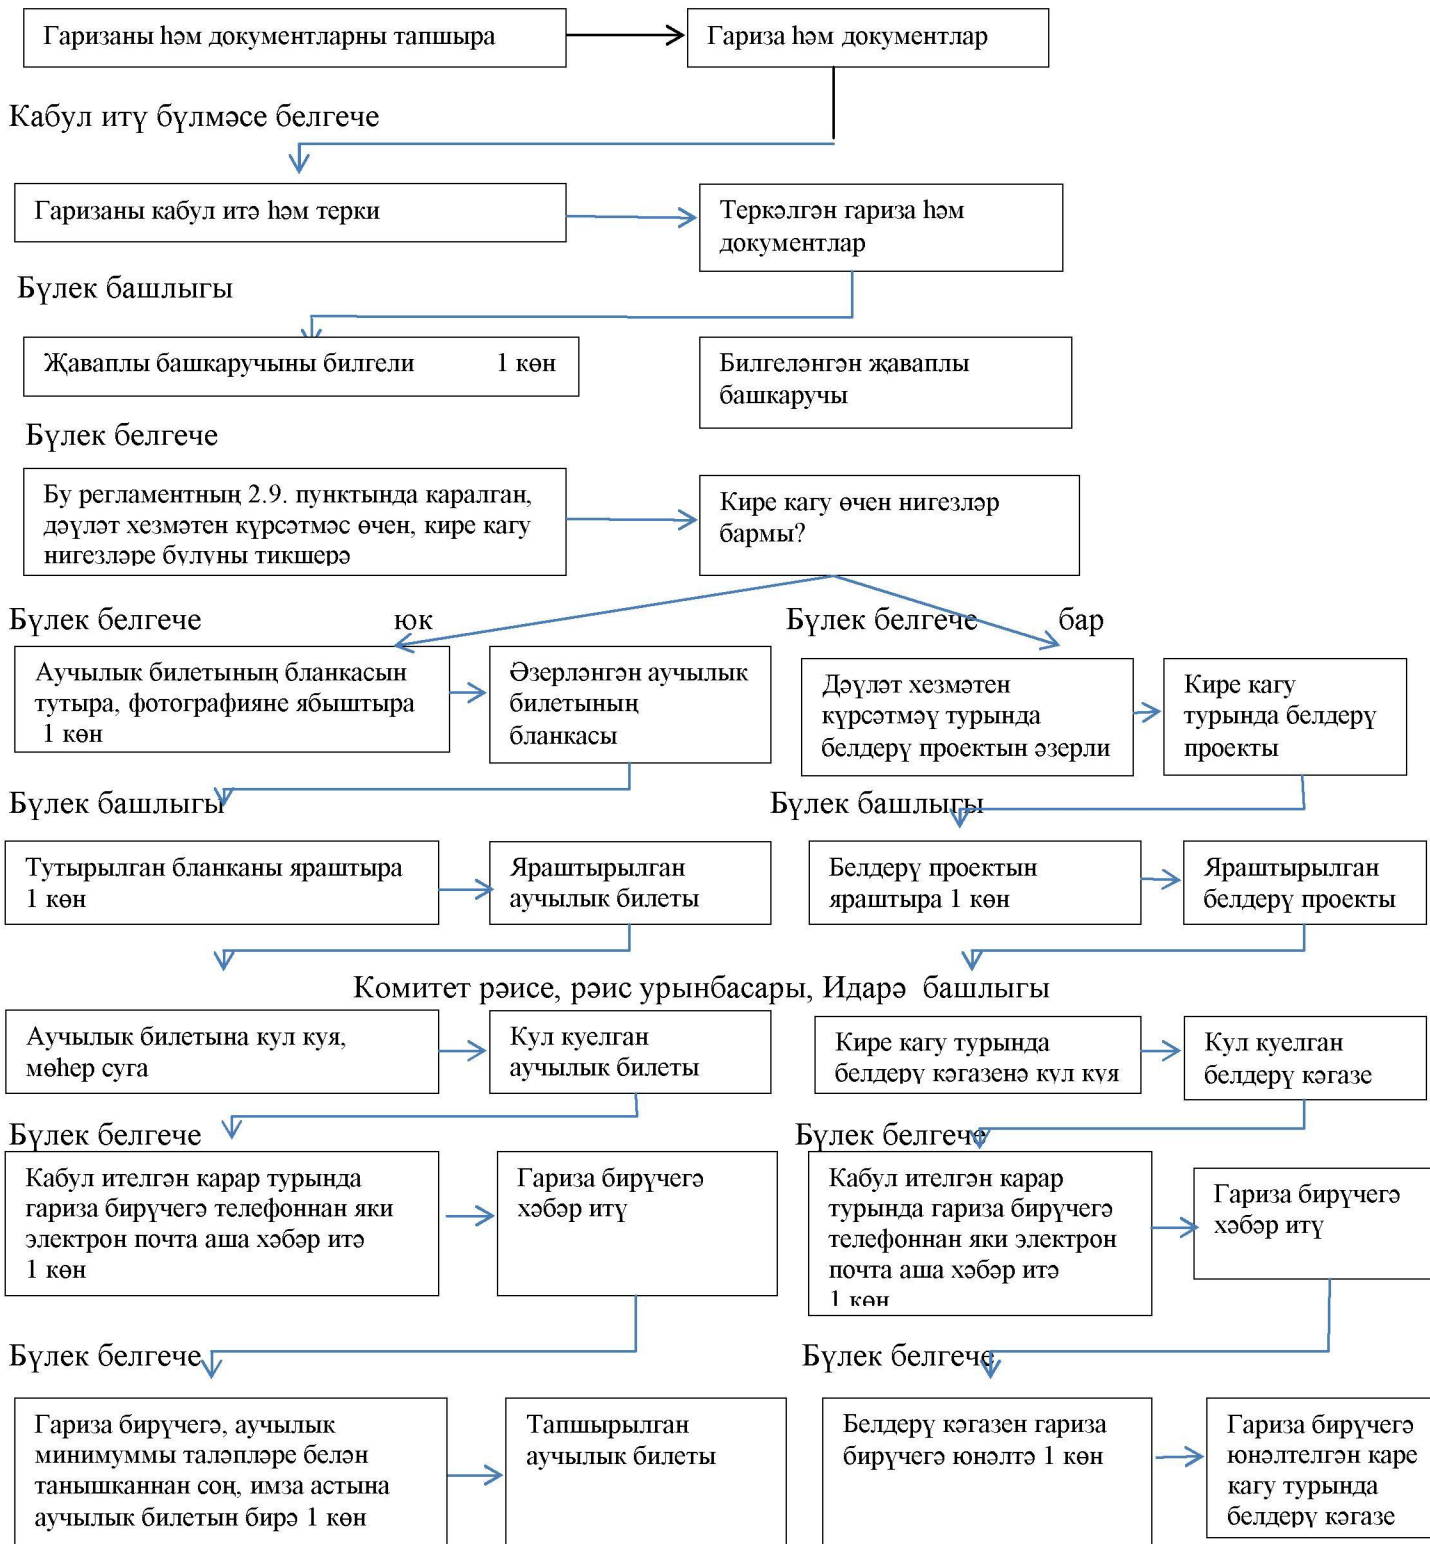 Гаризаны һәм документларны тапшыра
Гариза һәм документлар
Кабул итү бүлмәсе белгече
Гаризаны кабул итә һәм терки
Теркәлгән гариза һәм
документлар
Бүлек башлыгы
Җаваплы башкаручыны билгели 1 көн
Билгеләнгән җаваплы
башкаручы
Бүлек белгече
Бу регламентның 2.9. пунктында каралган,
дәүләт хезмәтен күрсәтмәс өчен, кире кагу
нигезләре булуны тикшерә
Кире кагу өчен нигезләр
бармы?
Бүлек белгече юк
Бүлек белгече бар
Аучылык билетының бланкасын
тутыра, фотографияне ябыштыра
1 көн
Әзерләнгән аучылык
билетының
бланкасы
Дәүләт хезмәтен
күрсәтмәү турында
белдерү проектын әзерли
Кире кагу
турында белдерү
проекты
Бүлек башлыгы
Бүлек башлыгы
Тутырылган бланканы яраштыра
1 көн
Яраштырылган
аучылык билеты
Белдерү проектын
яраштыра 1 көн
Яраштырылган
белдерү проекты
Комитет рәисе, рәис урынбасары, Идарә башлыгы
Аучылык билетына кул куя,
мөһер суга
Кул куелган
аучылык билеты
Кире кагу турында
белдерү кәгазенә кул куя
Кул куелган
белдерү кәгазе
Бүлек белгече
Бүлек белгече
Кабул ителгән карар турында
гариза бирүчегә телефоннан яки
электрон почта аша хәбәр итә
1 көн
Гариза бирүчегә
хәбәр итү
Кабул ителгән карар
турында гариза бирүчегә
телефоннан яки электрон
почта аша хәбәр итә
1 көн
Гариза бирүчегә
хәбәр итү
Бүлек белгече
Бүлек белгече
Гариза бирүчегә, аучылык
минимуммы таләпләре белән
танышканнан соң, имза астына
аучылык билетын бирә 1 көн
Тапшырылган
аучылык билеты
Белдерү кәгазен гариза
бирүчегә юнәлтә 1 көн
Гариза бирүчегә
юнәлтелгән каре
кагу турында
белдерү кәгазе